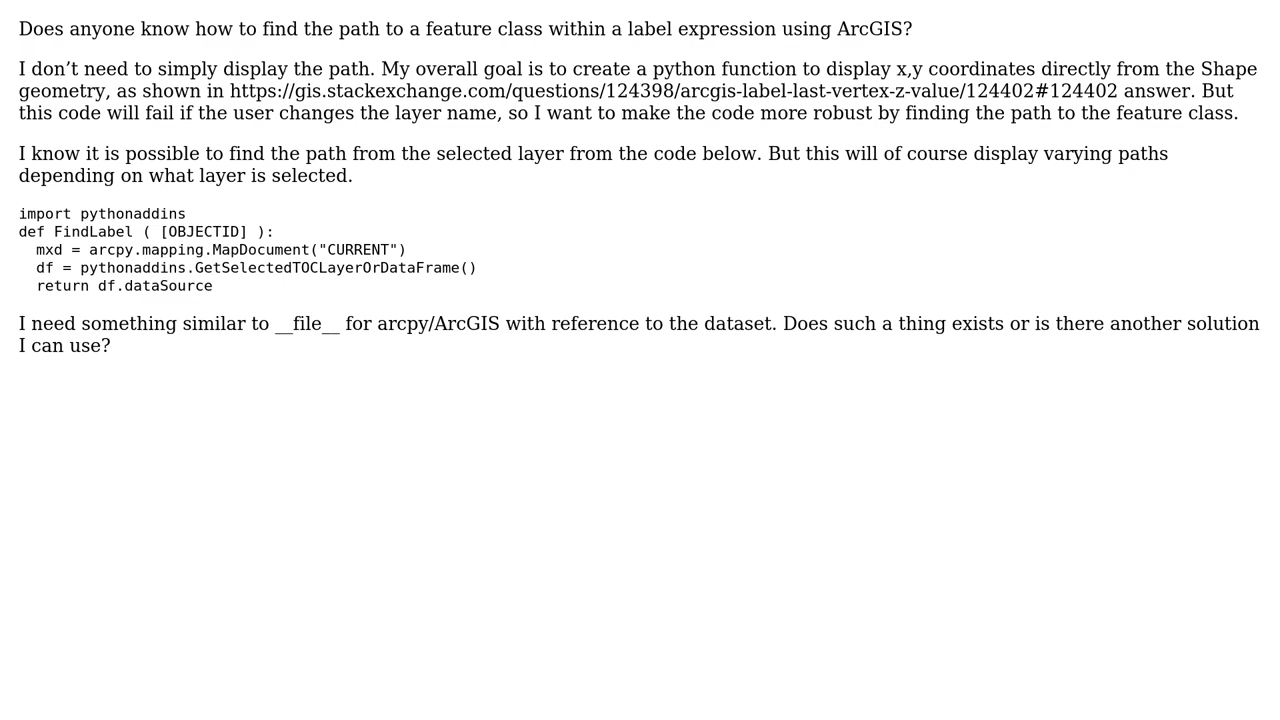 Does anyone know how to find the path to a feature class within a label expression using ArcGIS?
I don’t need to simply display the path. My overall goal is to create a python function to display x,y coordinates directly from the Shape
geometry, as shown in https://gis.stackexchange.com/questions/124398/arcgis-label-last-vertex-z-value/124402#124402 answer. But
this code will fail if the user changes the layer name, so I want to make the code more robust by finding the path to the feature class.
I know it is possible to find the path from the selected layer from the code below. But this will of course display varying paths
depending on what layer is selected.
import pythonaddins
def FindLabel ( [OBJECTID] ):
  mxd = arcpy.mapping.MapDocument("CURRENT")
  df = pythonaddins.GetSelectedTOCLayerOrDataFrame()
  return df.dataSource
I need something similar to __file__ for arcpy/ArcGIS with reference to the dataset. Does such a thing exists or is there another solution
I can use?